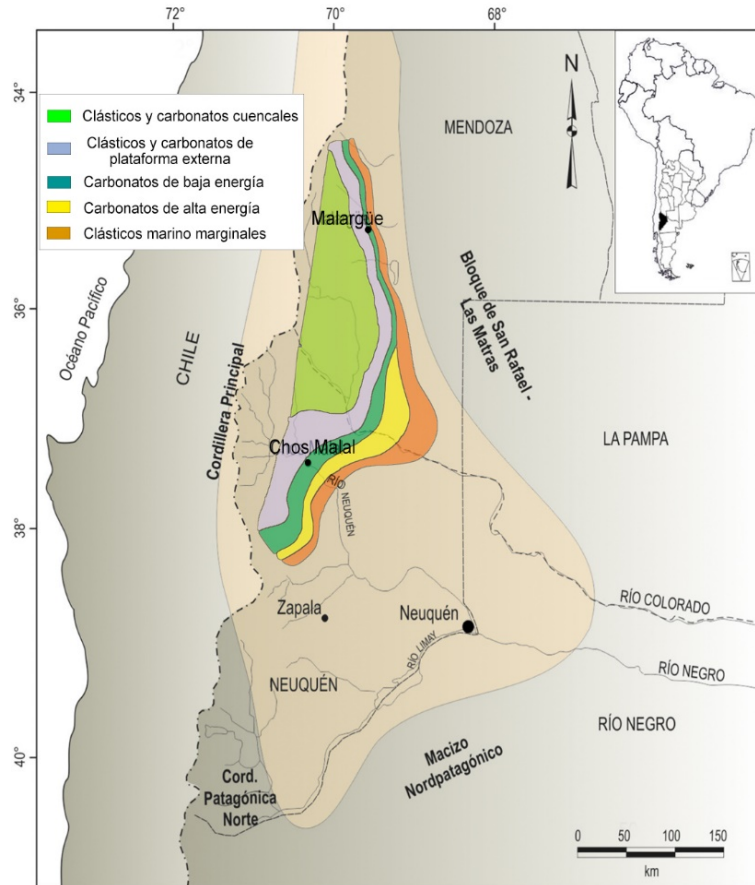 72°
70°
68°
34°
36°
38°
40°
N
Clásticos y carbonatos cuencales
Clásticos y carbonatos de
plataforma externa
Carbonatos de baja energía
Carbonatos de alta energía
Clásticos marino marginales
MENDOZA
Malargüe
Bloque de San Rafael -
Las Matras
Océano Pacífico
CHILE
Cordillera Principal
LA PAMPA
Chos Malal
RÍO NEUQUÉN
Zapala
Neuquén
RÍO COLORADO
RÍO LIMAY
RÍO NEGRO
NEUQUÉN
RÍO NEGRO
Macizo
Nordpatagónico
Cord.
Patagónica
Norte
0 50 100 150
km